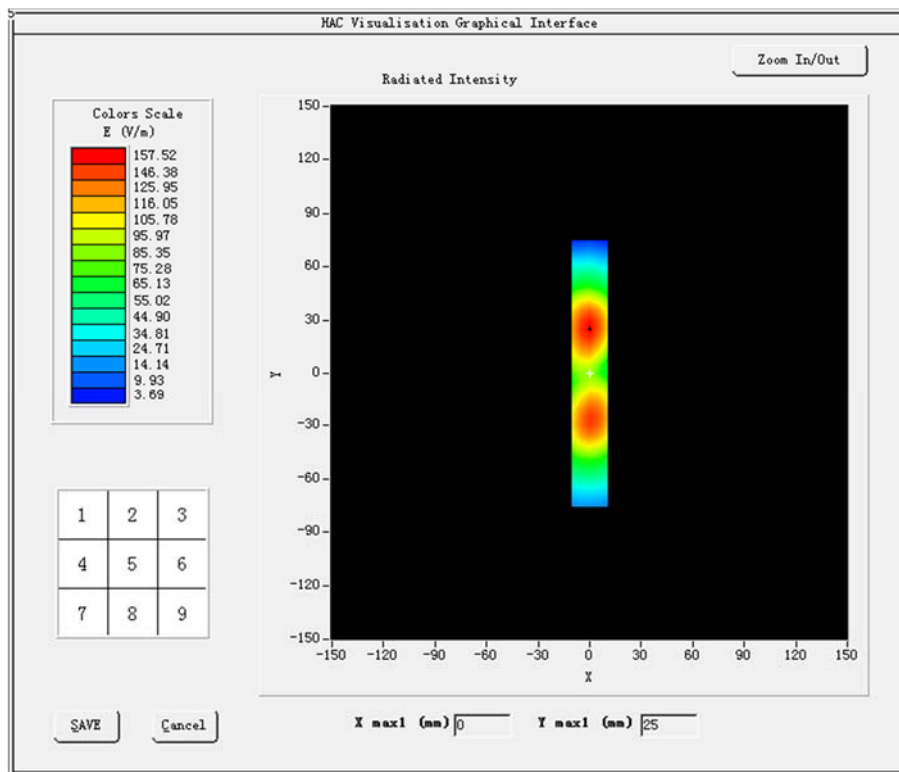 HAC Visualisation Graphical Interface
Zoom In/Out
Radiated Intensity
Colors Scale
E (V/m)
157.52
146.38
125.95
116.05
105.78
95.97
85.35
75.28
65.13
55.02
44.90
34.81
24.71
14.14
9.93
3.69
150
120
90
60
30
0
-30
-60
-90
-120
-150
Y
-150 -120 -90 -60 -30 0 30 60 90 120 150
X
1 2 3
4 5 6
7 8 9
SAVE Cancel
X max1 (mm) 0 Y max1 (mm) 25